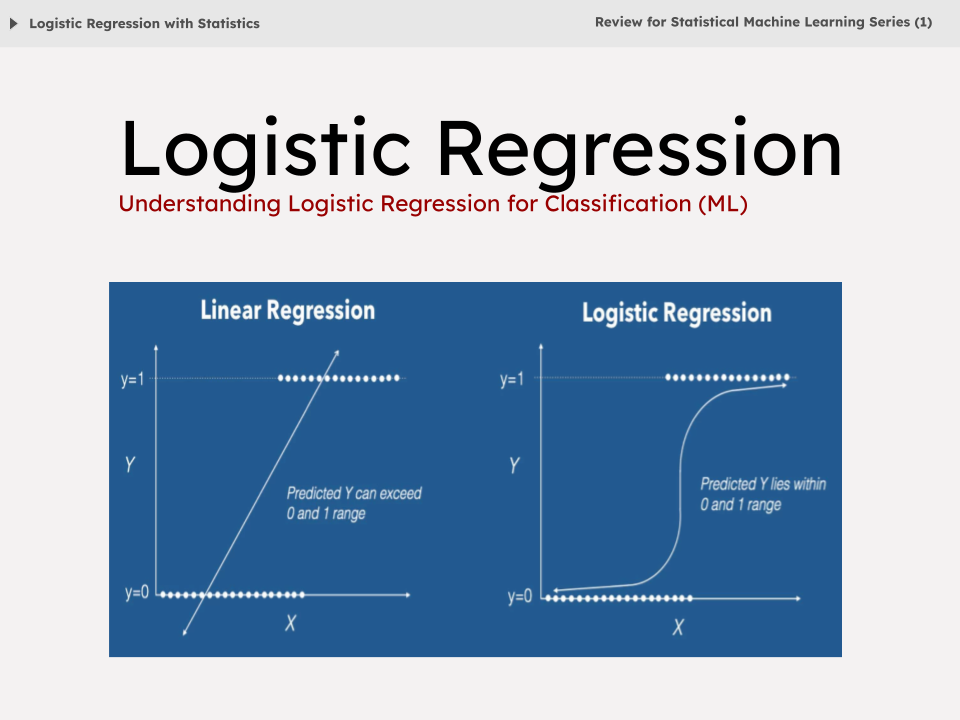 Logistic Regression with Statistics
Review for Statistical Machine Learning Series (1)
Logistic Regression
Understanding Logistic Regression for Classification (ML)
Linear Regression
y=1
Y
Predicted Y can exceed
0 and 1 range
y=0
X
Logistic Regression
y=1
Y
Predicted Y lies within
0 and 1 range
y=0
X